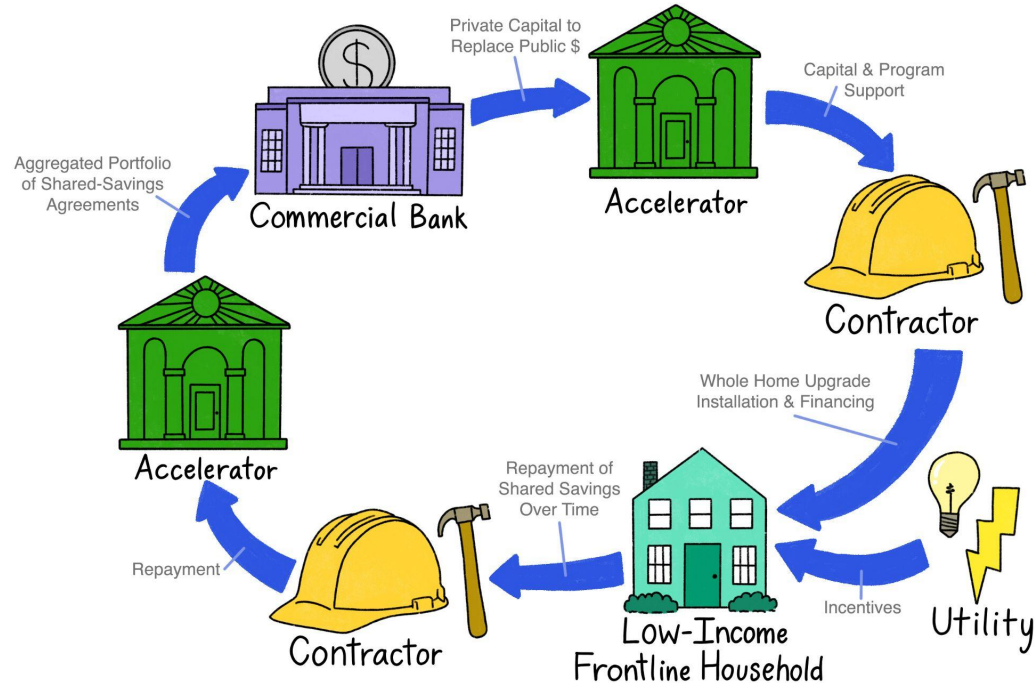 Private Capital to
Replace Public $
$
Capital & Program
Support
Aggregated Portfolio
of Shared-Savings
Agreements
Commercial Bank
Accelerator
Contractor
Whole Home Upgrade
Installation & Financing
Accelerator
Repayment of
Shared Savings
Over Time
Repayment
Incentives
Contractor
Low-Income
Frontline Household
Utility